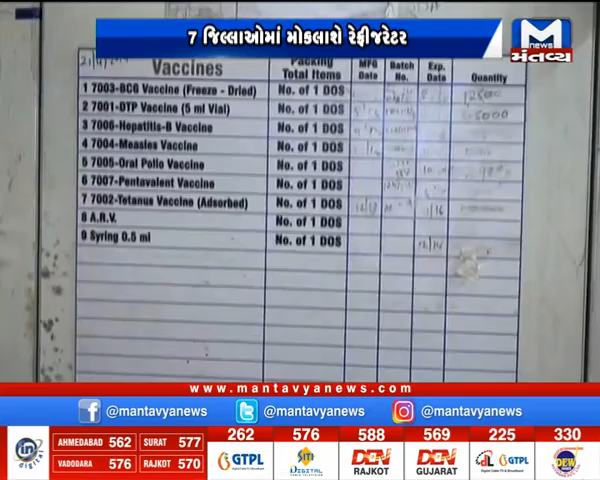 7 જિલ્લાઓમાં મોકલાશે રેફ્રીજરેટર
M
NEWS
મંતવ્ય
Vaccines
Packing Total Items
MFG Date
Batch No.
Exp. Date
Quantity
1 7003-BCG Vaccine (Freeze - Dried) No. of 1 DOS
2 7001-DTP Vaccine (5 ml Vial) No. of 1 DOS
3 7006-Hepatitis-B Vaccine No. of 1 DOS
4 7004-Measles Vaccine No. of 1 DOS
5 7005-Oral Polio Vaccine No. of 1 DOS
6 7007-Pentavalent Vaccine No. of 1 DOS
7 7002-Tetanus Vaccine (Adsorbed) No. of 1 DOS
8 A.R.V. No. of 1 DOS
9 Syring 0.5 ml No. of 1 DOS
www.mantavyanews.com
@mantavyanews @mantavyanews @mantavyanews
in digital
AHMEDABAD 562 SURAT 577
VADODARA 576 RAJKOT 570
262 GTPL
576 SITI DIGITAL
588 DEN RAJKOT
569 DEN GUJARAT
225 GTPL
330 DEW